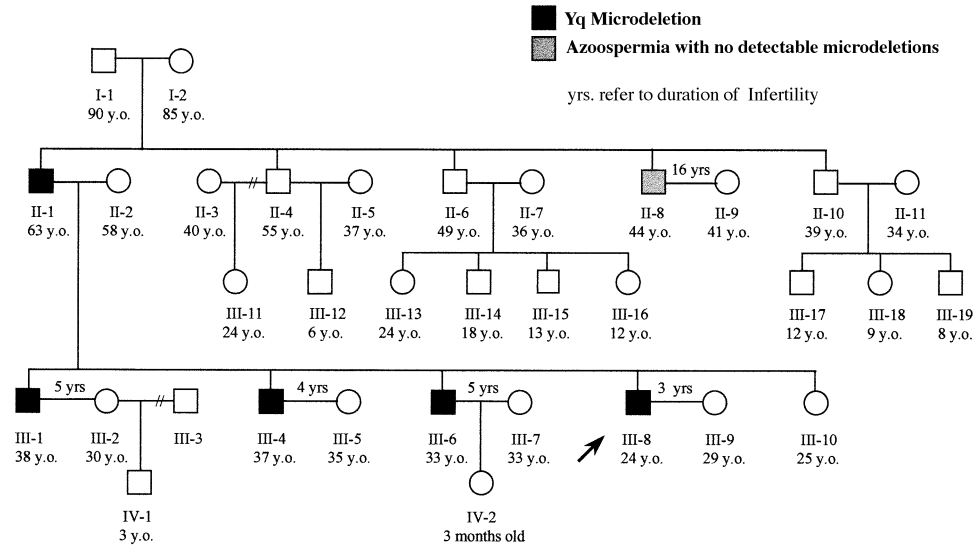 Yq Microdeletion
Azoospermia with no detectable microdeletions
yrs. refer to duration of Infertility
I-1 I-2
90 y.o. 85 y.o.
16 yrs
II-1 II-2 II-3 II-4 II-5 II-6 II-7 II-8 II-9 II-10 II-11
63 y.o. 58 y.o. 40 y.o. 55 y.o. 37 y.o. 49 y.o. 36 y.o. 44 y.o. 41 y.o. 39 y.o. 34 y.o.
III-11 III-12 III-13 III-14 III-15 III-16 III-17 III-18 III-19
24 y.o. 6 y.o. 24 y.o. 18 y.o. 13 y.o. 12 y.o. 12 y.o. 9 y.o. 8 y.o.
5 yrs 4 yrs 5 yrs 3 yrs
III-1 III-2 III-3 III-4 III-5 III-6 III-7 III-8 III-9 III-10
38 y.o. 30 y.o. 37 y.o. 35 y.o. 33 y.o. 33 y.o. 24 y.o. 29 y.o. 25 y.o.
IV-1 IV-2
3 y.o. 3 months old